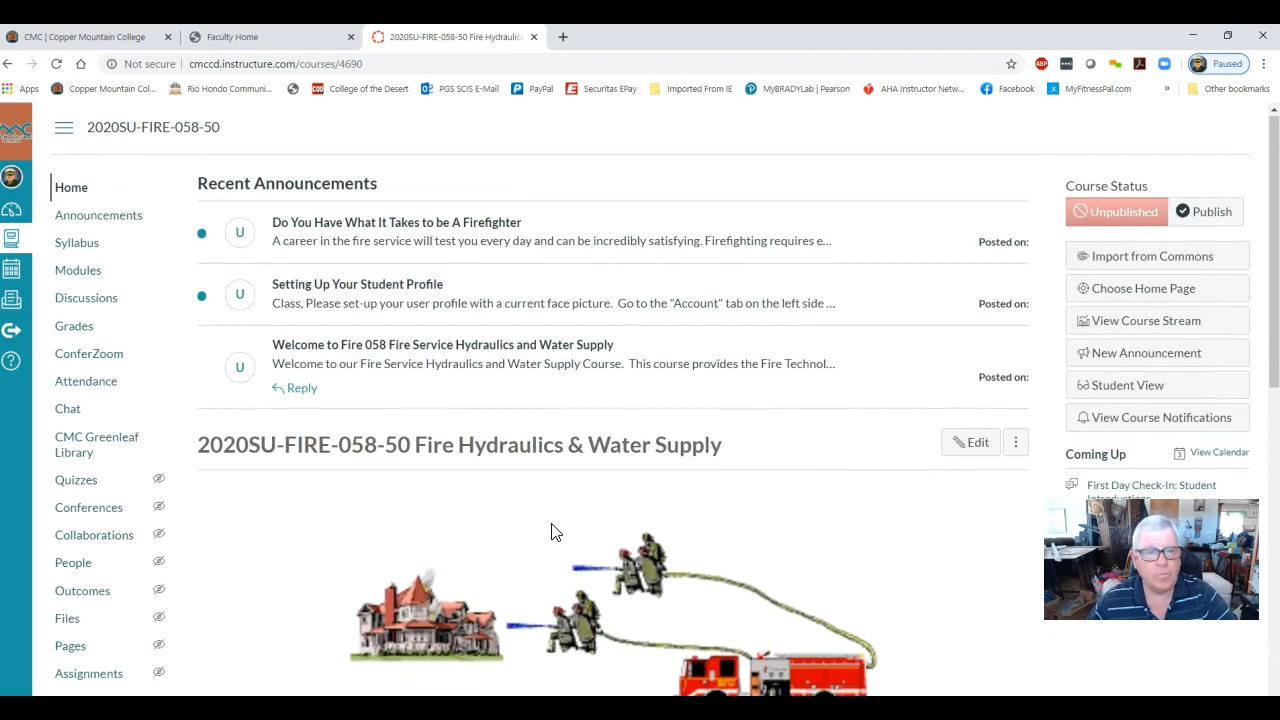 CMC | Copper Mountain College
Faculty Home
2020SU-FIRE-058-50 Fire Hydraulic
Not secure | cmccd.instructure.com/courses/4690
ABP
Paused
Apps
Copper Mountain Col...
Rio Hondo Communi...
COD College of the Desert
PGS SCIS E-Mail
PayPal
Securitas EPay
Imported From IE
MyBRADYLab | Pearson
AHA Instructor Netw...
Facebook
MyFitnessPal.com
»
Other bookmarks
2020SU-FIRE-058-50
Home
Announcements
Syllabus
Modules
Discussions
Grades
ConferZoom
Attendance
Chat
CMC Greenleaf
Library
Quizzes
Conferences
Collaborations
People
Outcomes
Files
Pages
Assignments
Recent Announcements
U
Do You Have What It Takes to be A Firefighter
A career in the fire service will test you every day and can be incredibly satisfying. Firefighting requires e...
Posted on:
U
Setting Up Your Student Profile
Class, Please set-up your user profile with a current face picture. Go to the "Account" tab on the left side ...
Posted on:
U
Welcome to Fire 058 Fire Service Hydraulics and Water Supply
Welcome to our Fire Service Hydraulics and Water Supply Course. This course provides the Fire Technol...
Posted on:
Reply
2020SU-FIRE-058-50 Fire Hydraulics & Water Supply
Edit
Course Status
Unpublished
Publish
Import from Commons
Choose Home Page
View Course Stream
New Announcement
Student View
View Course Notifications
Coming Up
View Calendar
First Day Check-In: Student
Introductions